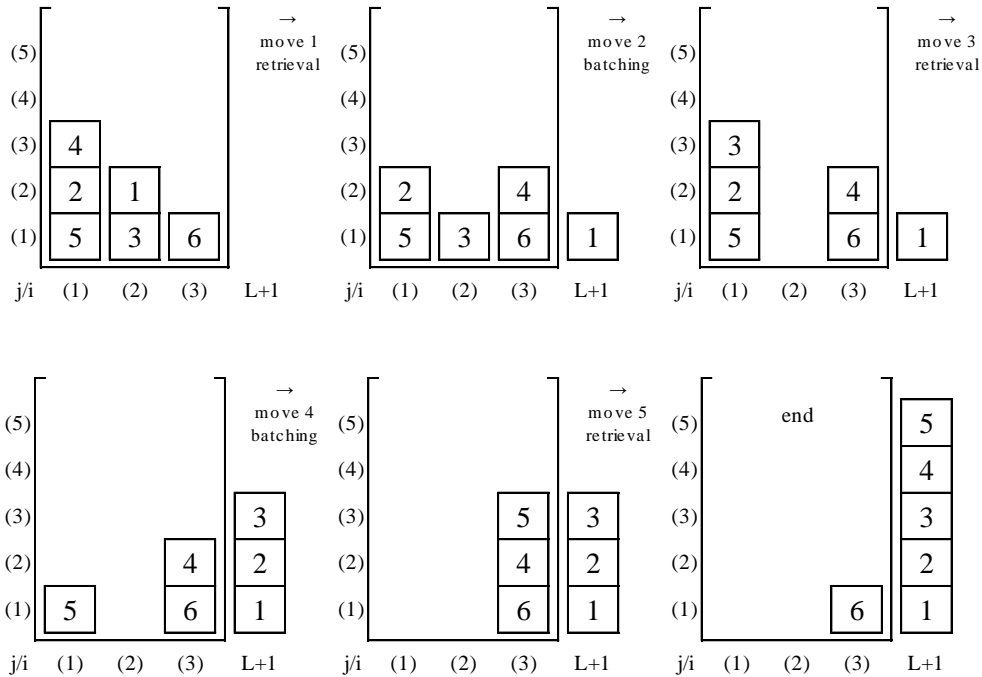 →
move 1
retrieval
(5)
(4)
(3) 4
(2) 2 1
(1) 5 3 6
j/i (1) (2) (3) L+1
→
move 2
batching
(5)
(4)
(3)
(2) 2 4
(1) 5 3 6 1
j/i (1) (2) (3) L+1
→
move 3
retrieval
(5)
(4)
(3) 3
(2) 2 4
(1) 5 6 1
j/i (1) (2) (3) L+1
→
move 4
batching
(5)
(4)
(3) 3
(2) 4 2
(1) 5 6 1
j/i (1) (2) (3) L+1
→
move 5
retrieval
(5)
(4)
(3) 5 3
(2) 4 2
(1) 6 1
j/i (1) (2) (3) L+1
end
(5) 5
(4) 4
(3) 3
(2) 2
(1) 6 1
j/i (1) (2) (3) L+1